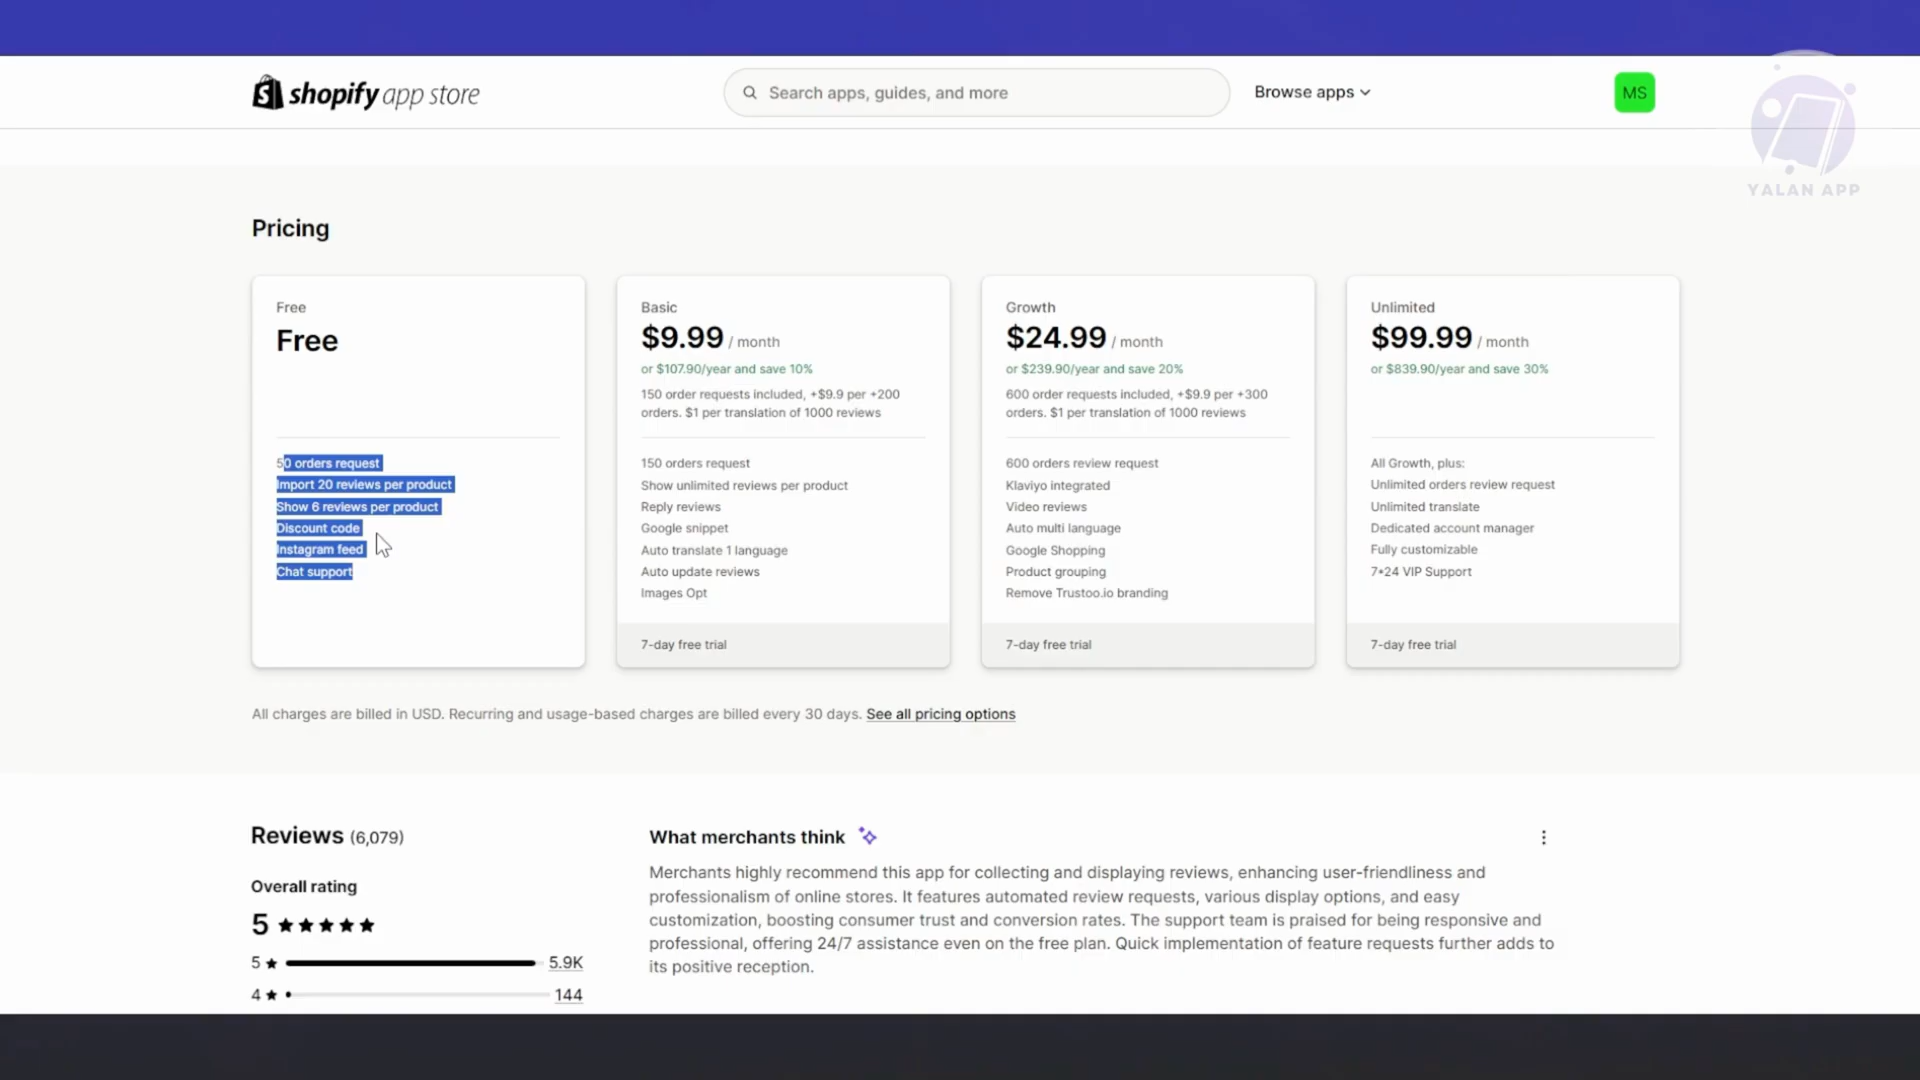 shopify app store
Search apps, guides, and more
Browse apps
MS
YALAN APP
Pricing
Free
Free
50 orders request
Import 20 reviews per product
Show 6 reviews per product
Discount code
Instagram feed
Chat support
Basic
$9.99 / month
or $107.90/year and save 10%
150 order requests included, +$9.9 per +200
orders. $1 per translation of 1000 reviews
150 orders request
Show unlimited reviews per product
Reply reviews
Google snippet
Auto translate 1 language
Auto update reviews
Images Opt
7-day free trial
Growth
$24.99 / month
or $239.90/year and save 20%
600 order requests included, +$9.9 per +300
orders. $1 per translation of 1000 reviews
600 orders review request
Klaviyo integrated
Video reviews
Auto multi language
Google Shopping
Product grouping
Remove Trustoo.io branding
7-day free trial
Unlimited
$99.99 / month
or $839.90/year and save 30%
All Growth, plus:
Unlimited orders review request
Unlimited translate
Dedicated account manager
Fully customizable
7*24 VIP Support
7-day free trial
All charges are billed in USD. Recurring and usage-based charges are billed every 30 days. See all pricing options
Reviews (6,079)
Overall rating
5 ★★★★★
5 ★ 5.9K
4 ★ 144
What merchants think
Merchants highly recommend this app for collecting and displaying reviews, enhancing user-friendliness and
professionalism of online stores. It features automated review requests, various display options, and easy
customization, boosting consumer trust and conversion rates. The support team is praised for being responsive and
professional, offering 24/7 assistance even on the free plan. Quick implementation of feature requests further adds to
its positive reception.